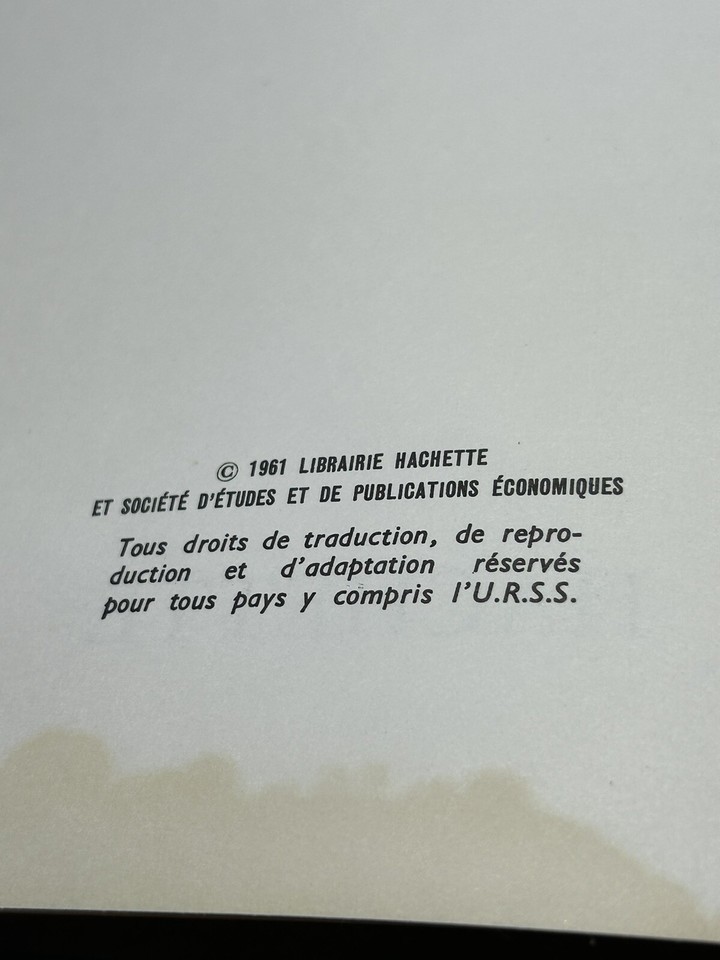 © 1961 LIBRAIRIE HACHETTE
ET SOCIÉTÉ D'ÉTUDES ET DE PUBLICATIONS ÉCONOMIQUES
Tous droits de traduction, de repro-
duction et d'adaptation réservés
pour tous pays y compris l'U.R.S.S.